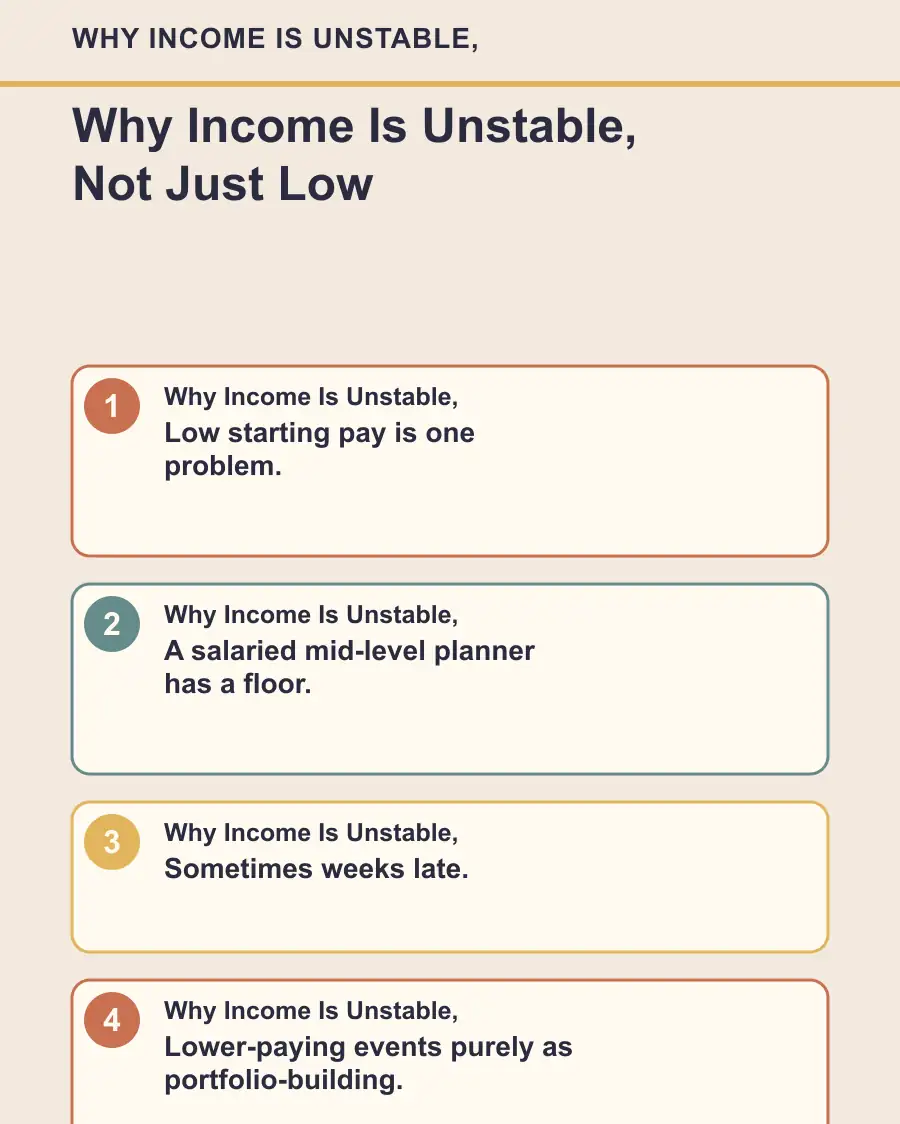 WHY INCOME IS UNSTABLE,
Why Income Is Unstable,
Not Just Low
1
Why Income Is Unstable,
Low starting pay is one
problem.
2
Why Income Is Unstable,
A salaried mid-level planner
has a floor.
3
Why Income Is Unstable,
Sometimes weeks late.
4
Why Income Is Unstable,
Lower-paying events purely as
portfolio-building.